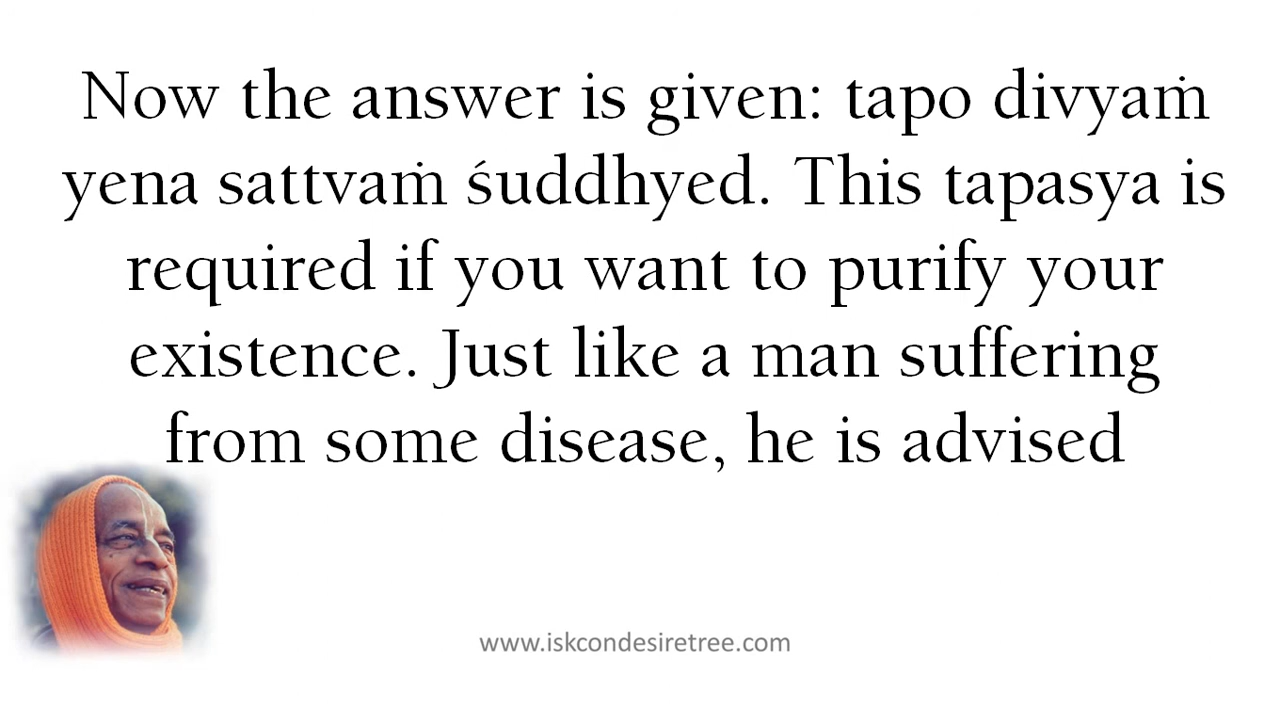 Now the answer is given: tapo divyaṁ
yena sattvaṁ śuddhyed. This tapasya is
required if you want to purify your
existence. Just like a man suffering
from some disease, he is advised
www.iskcondesiretree.com